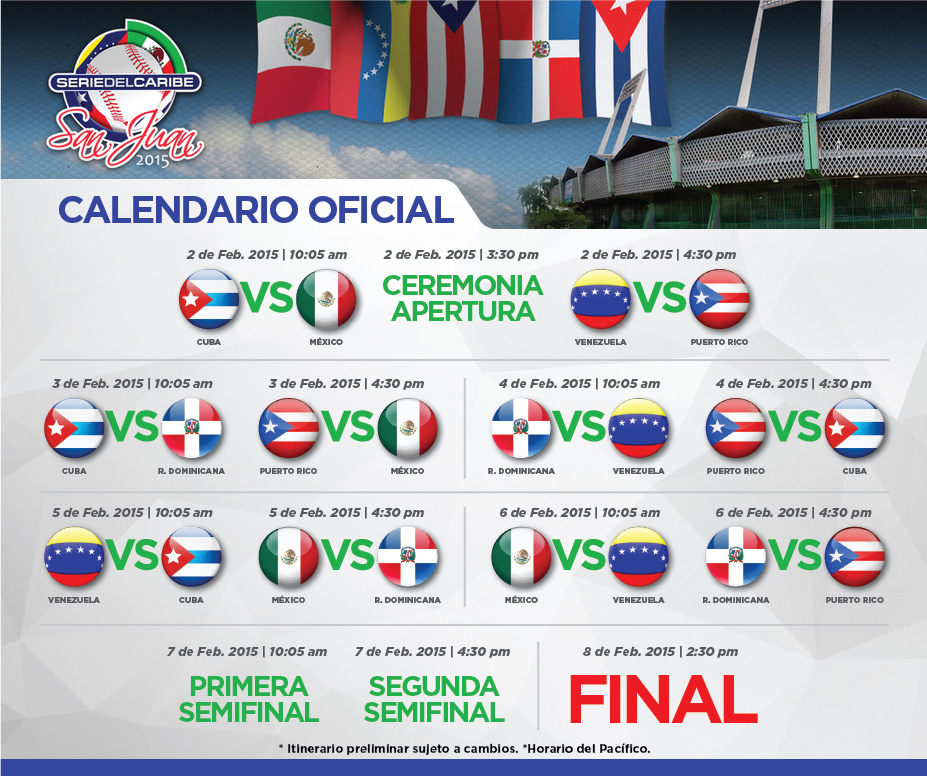 SERIEDELCARIBE
San Juan
2015
CALENDARIO OFICIAL
2 de Feb. 2015 | 10:05 am
VS
CUBA
MÉXICO
2 de Feb. 2015 | 3:30 pm
CEREMONIA
APERTURA
2 de Feb. 2015 | 4:30 pm
VS
VENEZUELA
PUERTO RICO
3 de Feb. 2015 | 10:05 am
VS
CUBA
R. DOMINICANA
3 de Feb. 2015 | 4:30 pm
VS
PUERTO RICO
MÉXICO
4 de Feb. 2015 | 10:05 am
VS
R. DOMINICANA
VENEZUELA
4 de Feb. 2015 | 4:30 pm
VS
PUERTO RICO
CUBA
5 de Feb. 2015 | 10:05 am
VS
VENEZUELA
CUBA
5 de Feb. 2015 | 4:30 pm
VS
MÉXICO
R. DOMINICANA
6 de Feb. 2015 | 10:05 am
VS
MÉXICO
VENEZUELA
6 de Feb. 2015 | 4:30 pm
VS
R. DOMINICANA
PUERTO RICO
7 de Feb. 2015 | 10:05 am
PRIMERA
SEMIFINAL
7 de Feb. 2015 | 4:30 pm
SEGUNDA
SEMIFINAL
8 de Feb. 2015 | 2:30 pm
FINAL
* Itinerario preliminar sujeto a cambios. *Horario del Pacífico.